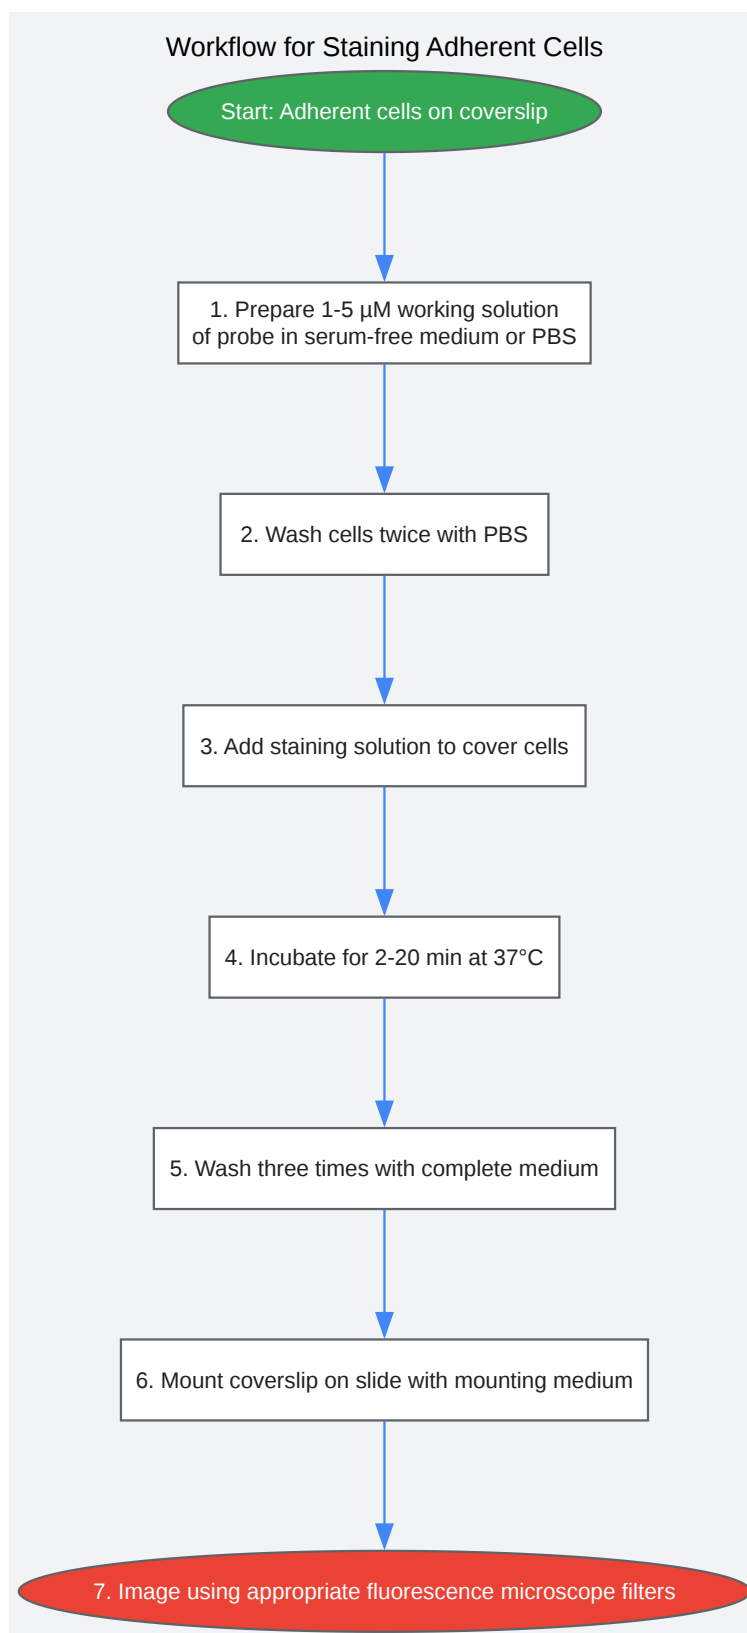 Workflow for Staining Adherent Cells
Start: Adherent cells on coverslip
1. Prepare 1-5 µM working solution
of probe in serum-free medium or PBS
2. Wash cells twice with PBS
3. Add staining solution to cover cells
4. Incubate for 2-20 min at 37°C
5. Wash three times with complete medium
6. Mount coverslip on slide with mounting medium
7. Image using appropriate fluorescence microscope filters